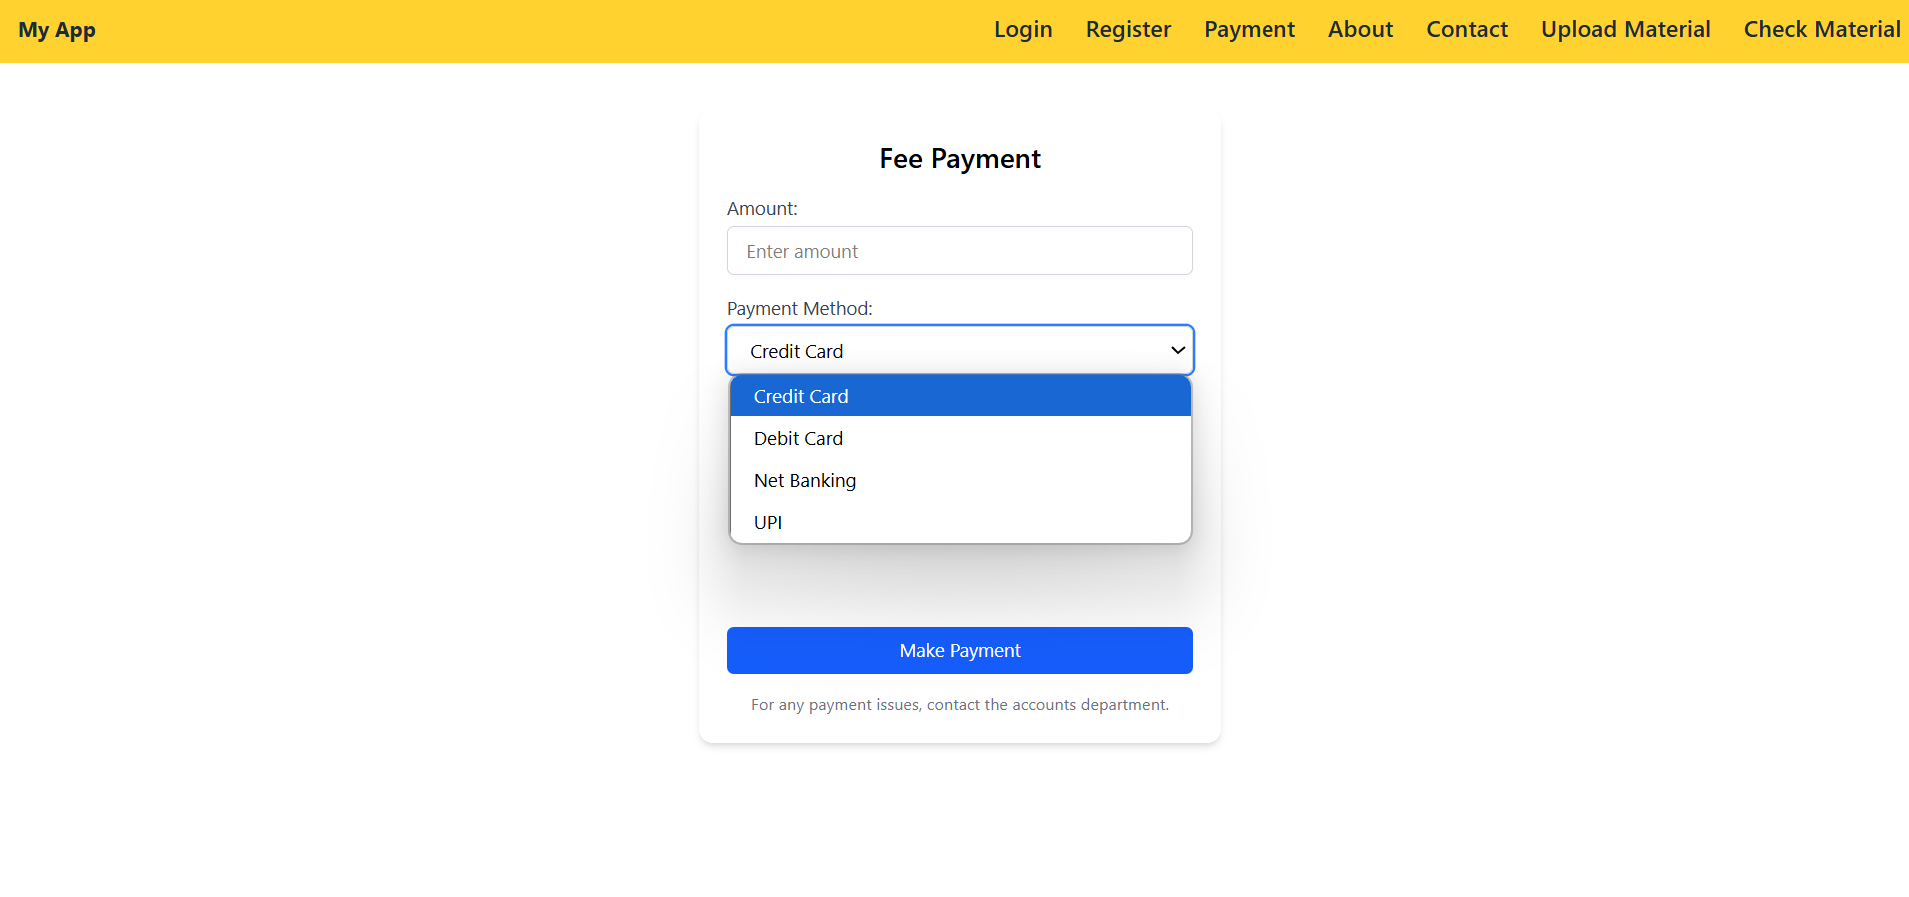 My App Login Register Payment About Contact Upload Material Check Material
Fee Payment
Amount:
Enter amount
Payment Method:
Credit Card
Credit Card
Debit Card
Net Banking
UPI
Make Payment
For any payment issues, contact the accounts department.